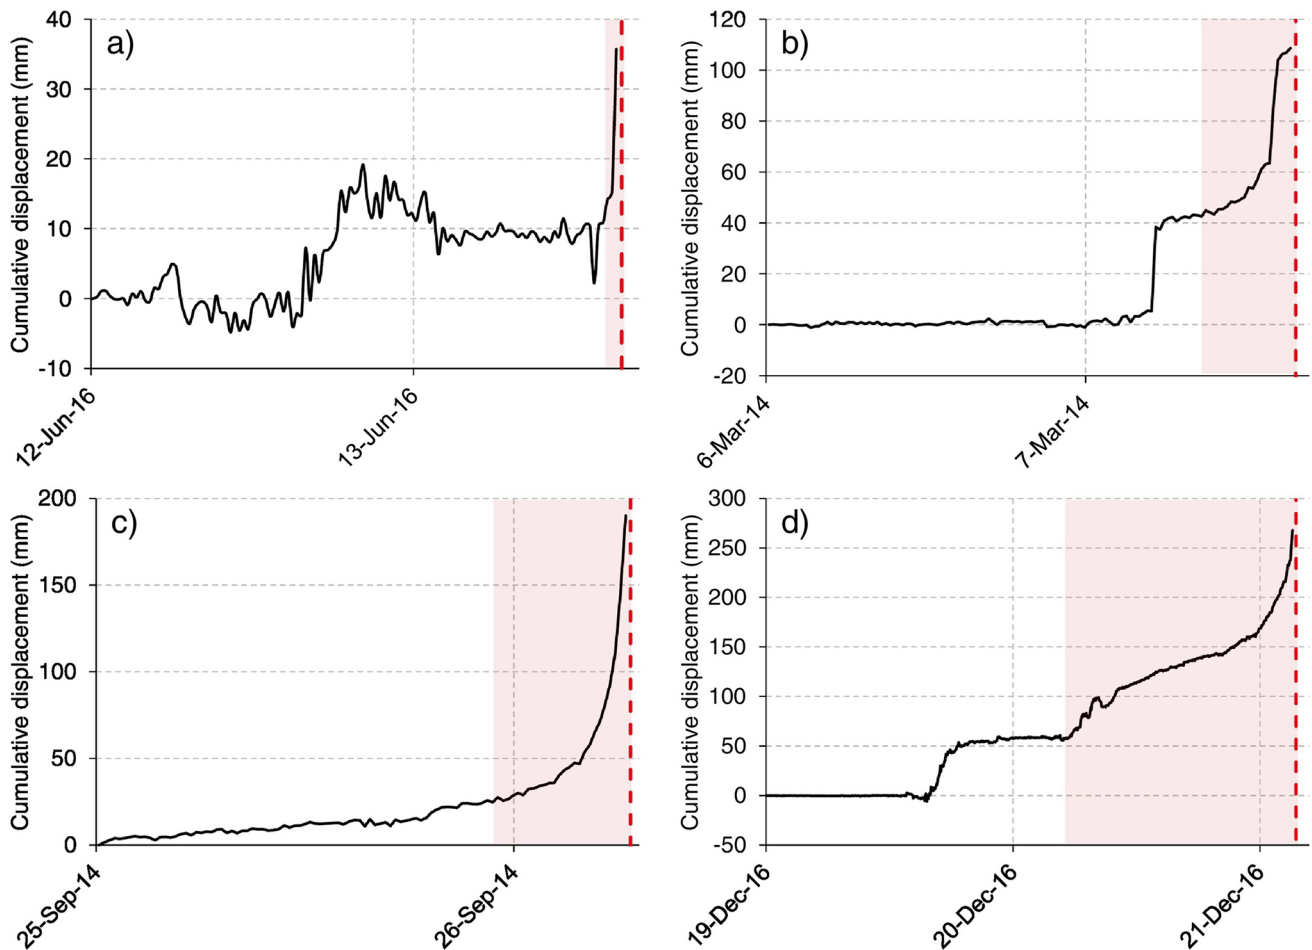 a)
Cumulative displacement (mm)
40
30
20
10
0
-10
12-Jun-16
13-Jun-16
b)
Cumulative displacement (mm)
120
100
80
60
40
20
0
-20
6-Mar-14
7-Mar-14
c)
Cumulative displacement (mm)
200
150
100
50
0
25-Sep-14
26-Sep-14
d)
Cumulative displacement (mm)
300
250
200
150
100
50
0
-50
19-Dec-16
20-Dec-16
21-Dec-16